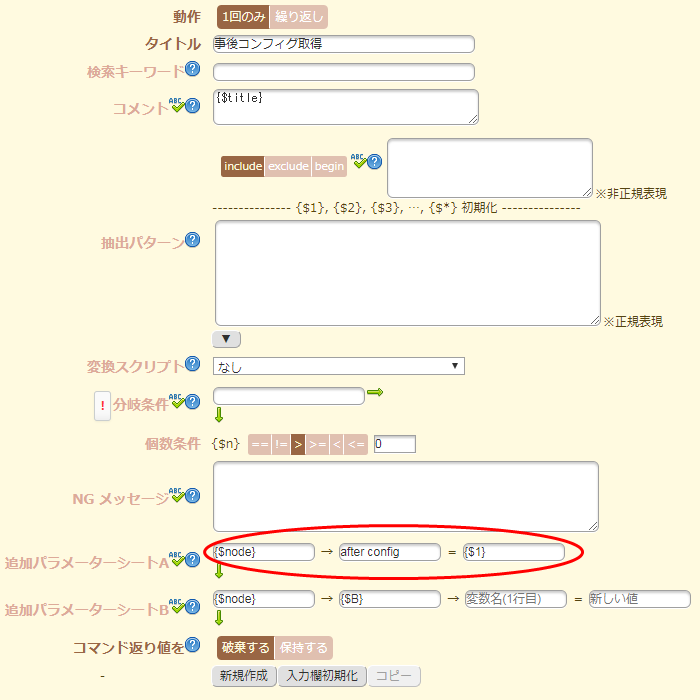 動作 1回のみ 繰り返し
タイトル 事後コンフィグ取得
検索キーワード ?
コメント ABC ? {$title}
include exclude begin ABC ? ※非正規表現
--------------- {$1}, {$2}, {$3}, …, {$*} 初期化 ---------------
抽出パターン ? ※正規表現
▼
変換スクリプト ? なし ▼
! 分岐条件 ABC ? ⇒
個数条件 {$n} == != > >= < <= 0
NG メッセージ ABC ?
追加パラメーターシートA ABC ? {$node} → after config = {$1}
追加パラメーターシートB ABC ? {$node} → {$B} → 変数名(1行目) = 新しい値
コマンド返り値を ? 破棄する 保持する
- 新規作成 入力欄初期化 コピー